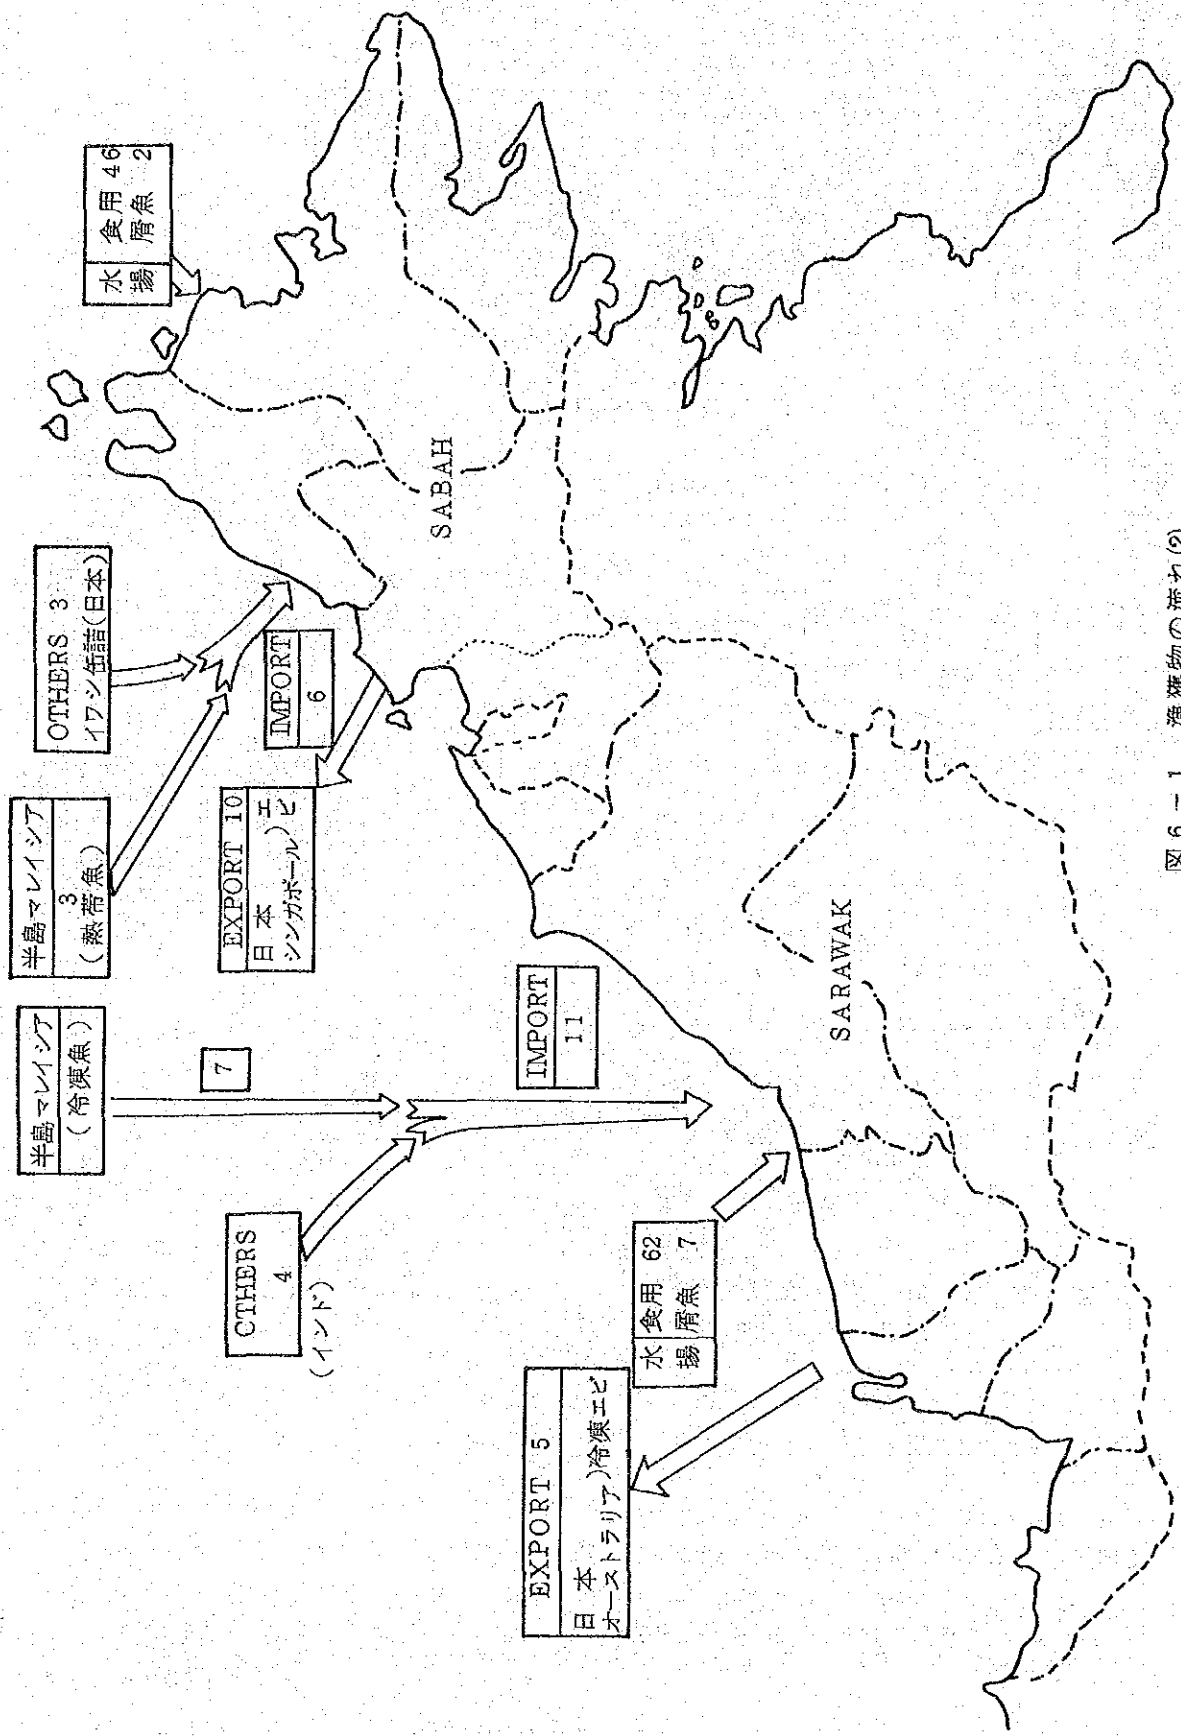 半島マレイシア
(冷凍魚)
7
CTHERS
4
(インド)
IMPORT
11
EXPORT 5
日本
オーストラリア)冷凍エビ
水揚
食用 62
層魚 7
SARAWAK
半島マレイシア
3
(熱帯魚)
OTHERS 3
イワシ缶詰(日本)
IMPORT
6
EXPORT 10
日本
シンガポール)エビ
水揚
食用 46
層魚 2
SABAH
図6-1 漁獲物の流れ(2)